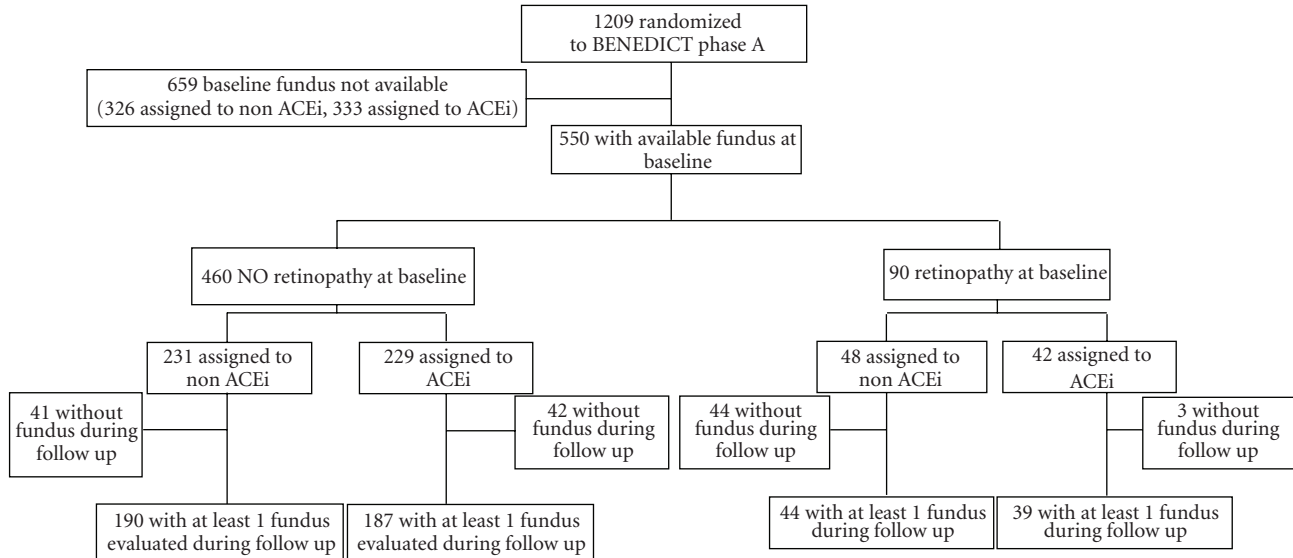 1209 randomized
to BENEDICT phase A
659 baseline fundus not available
(326 assigned to non ACEi, 333 assigned to ACEi)
550 with available fundus at
baseline
460 NO retinopathy at baseline
90 retinopathy at baseline
231 assigned to
non ACEi
229 assigned to
ACEi
48 assigned to
non ACEi
42 assigned to
ACEi
41 without
fundus during
follow up
42 without
fundus during
follow up
44 without
fundus during
follow up
3 without
fundus during
follow up
190 with at least 1 fundus
evaluated during follow up
187 with at least 1 fundus
evaluated during follow up
44 with at least 1 fundus
during follow up
39 with at least 1 fundus
during follow up